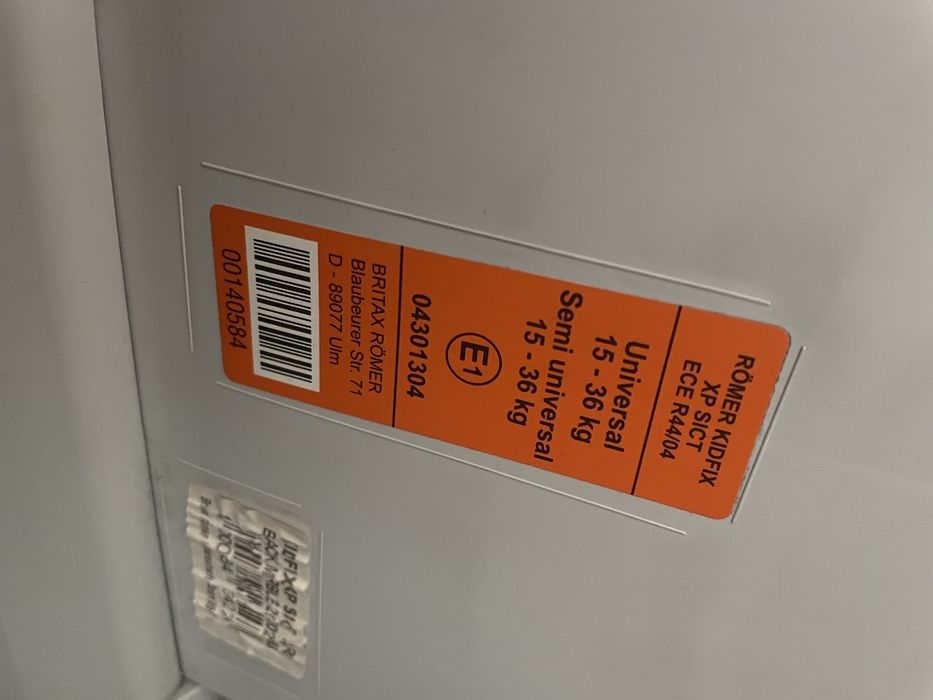 RÖMER KIDFIX
XP SICT
ECE R44/04
Universal
15 - 36 kg
Semi universal
15 - 36 kg
E1
04301304
BRITAX RÖMER
Blaubeurer Str. 71
D - 89077 Ulm
00140584
XP